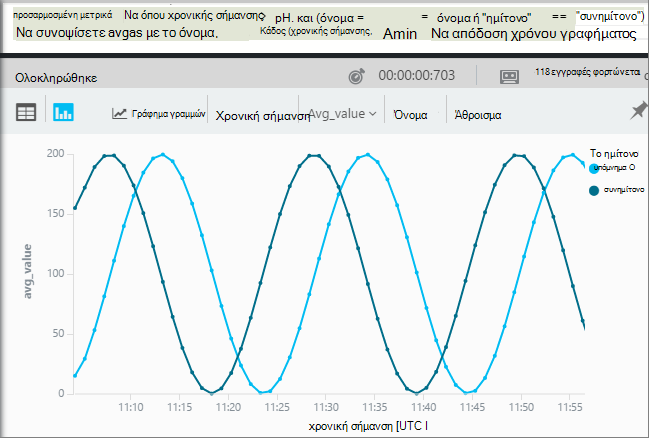 προσαρμοσμένη μετρικά Να όπου χρονικής σήμανσης pH. και (όνομα = = όνομα ή "ημίτονο" == "συνημίτονο")
Να συνοψίσετε avgas με το όνομα. Κάδος (χρονικής σήμανσης, Amin Να απόδοση χρόνου γραφήματος
Ολοκληρώθηκε 00:00:00:703 118 εγγραφές φορτώνεται
Γράφημα γραμμών Χρονική σήμανση Avg_value Όνομα Άθροισμα
Το ημίτονο
υπόμνημα Ο
συνημίτονο
avg_value
200
150
100
50
0
11:10 11:15 11:20 11:25 11:30 11:35 11:40 11:45 11:50 11:55
χρονική σήμανση [UTC l